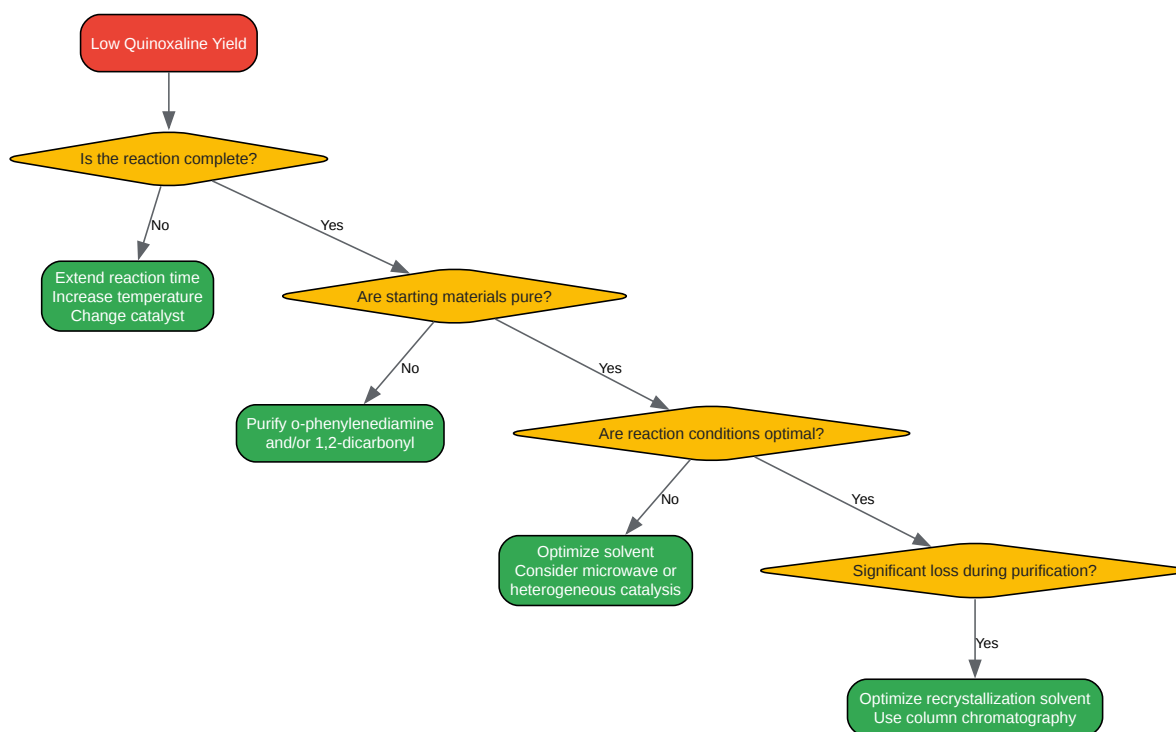 Low Quinoxaline Yield
Is the reaction complete?
No
Yes
Extend reaction time
Increase temperature
Change catalyst
Are starting materials pure?
No
Yes
Purify o-phenylenediamine
and/or 1,2-dicarbonyl
Are reaction conditions optimal?
No
Yes
Optimize solvent
Consider microwave or
heterogeneous catalysis
Significant loss during purification?
Yes
Optimize recrystallization solvent
Use column chromatography